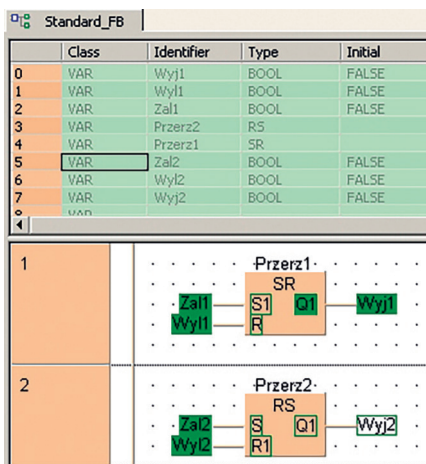 Standard_FB
Class Identifier Type Initial
0 VAR Wyj1 BOOL FALSE
1 VAR Wyl1 BOOL FALSE
2 VAR Zal1 BOOL FALSE
3 VAR Przerz2 RS
4 VAR Przerz1 SR
5 VAR Zal2 BOOL FALSE
6 VAR Wyl2 BOOL FALSE
7 VAR Wyj2 BOOL FALSE
8 VAR
1
Przerz1
SR
Zal1 S1 Q1 Wyj1
Wyl1 R
2
Przerz2
RS
Zal2 S Q1 Wyj2
Wyl2 R1